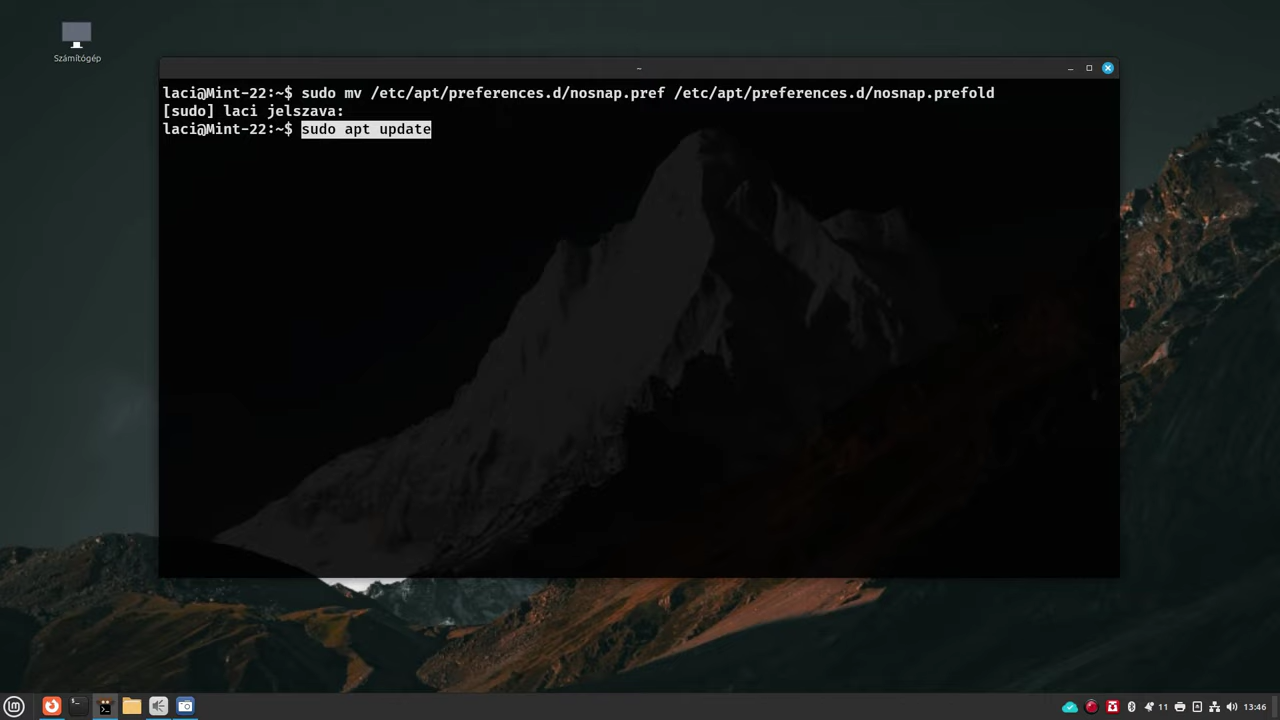 Számítógép
~
laci@Mint-22:~$ sudo mv /etc/apt/preferences.d/nosnap.pref /etc/apt/preferences.d/nosnap.prefold
[sudo] laci jelszava:
laci@Mint-22:~$ sudo apt update
11
13:46